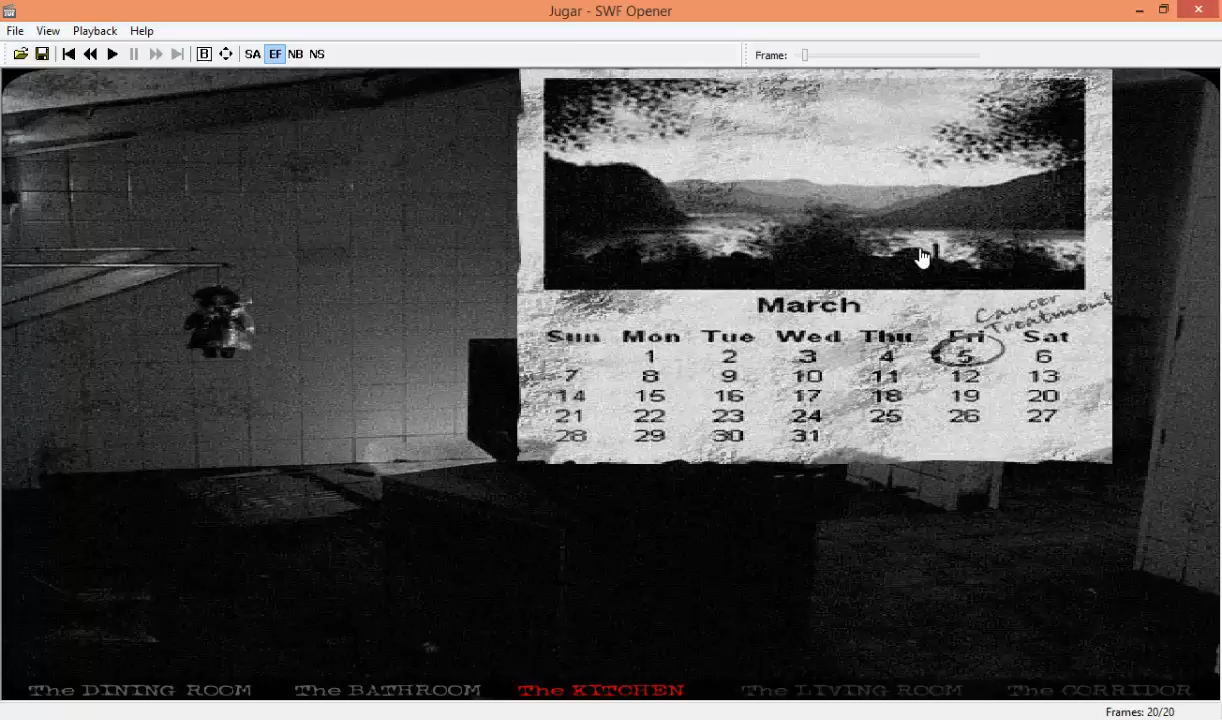 Jugar - SWF Opener
File View Playback Help
B SA EF NB NS Frame:
March
Cancer
Treatment
Sun Mon Tue Wed Thu Fri Sat
1 2 3 4 5 6
7 8 9 10 11 12 13
14 15 16 17 18 19 20
21 22 23 24 25 26 27
28 29 30 31
The DINING ROOM The BATHROOM The KITCHEN The LIVING ROOM The CORRIDOR
Frames: 20/20